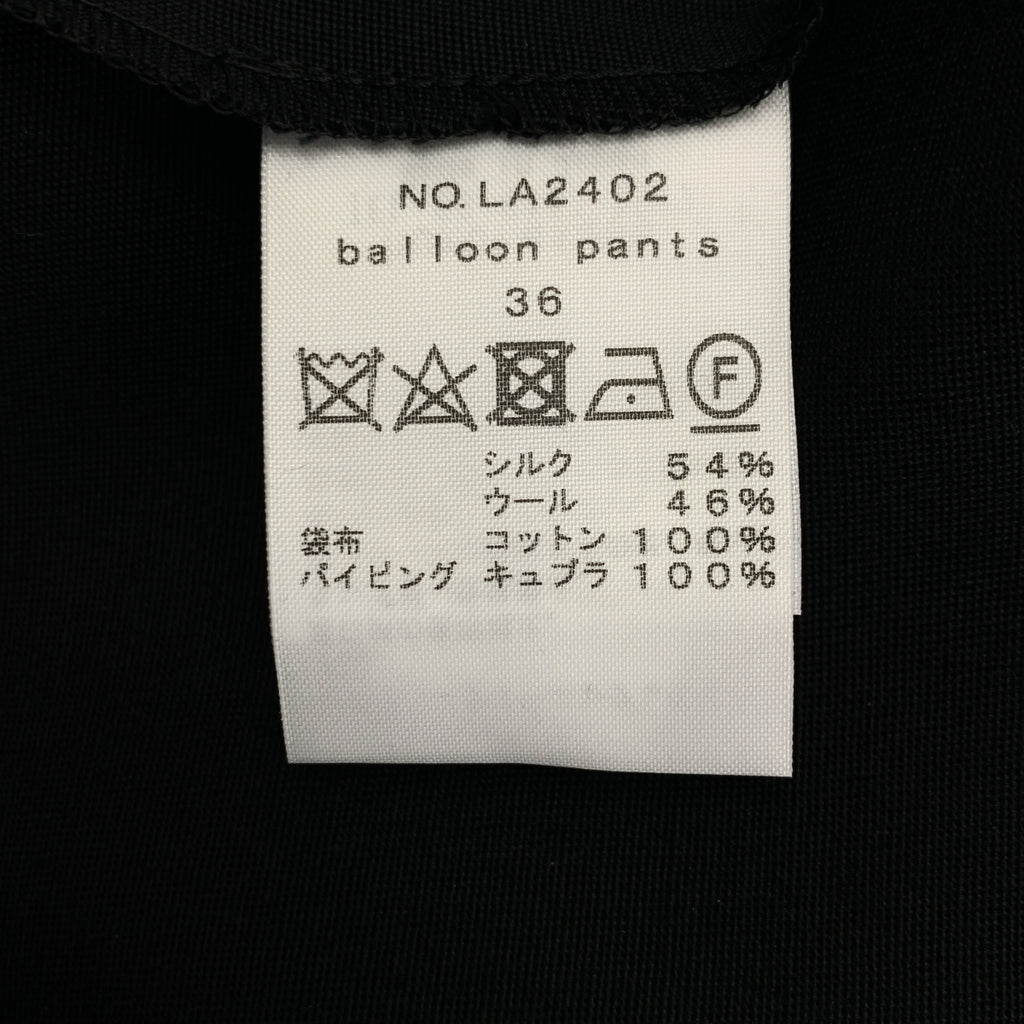 NO.LA2402
balloon pants
36
F
シルク 54%
ウール 46%
袋布 コットン 100%
パイピング キュプラ 100%